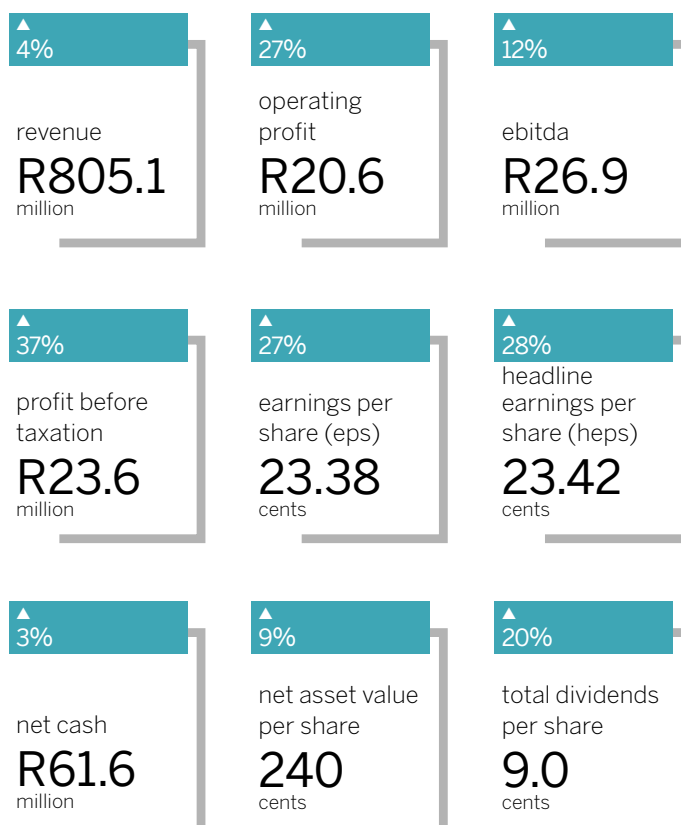 4%
revenue
R805.1
million
27%
operating
profit
R20.6
million
12%
ebitda
R26.9
million
37%
profit before
taxation
R23.6
million
27%
earnings per
share (eps)
23.38
cents
28%
headline
earnings per
share (heps)
23.42
cents
3%
net cash
R61.6
million
9%
net asset value
per share
240
cents
20%
total dividends
per share
9.0
cents